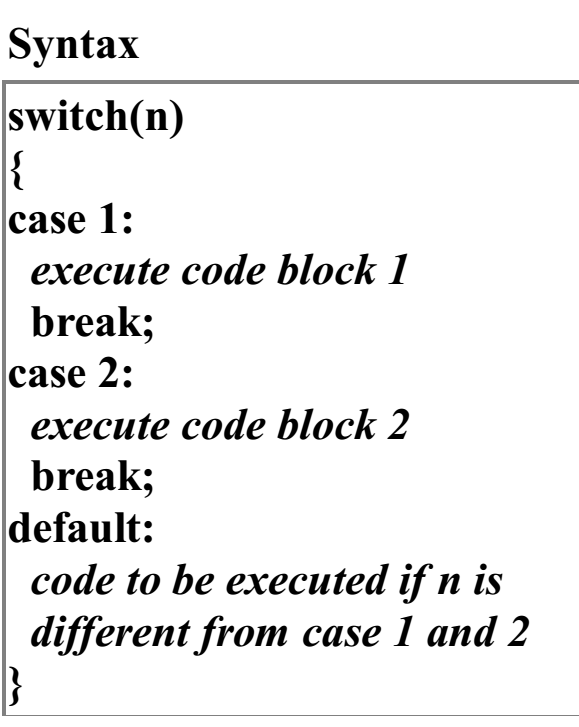 Syntax
switch(n)
{
case 1:
execute code block 1
break;
case 2:
execute code block 2
break;
default:
code to be executed if n is
different from case 1 and 2
}